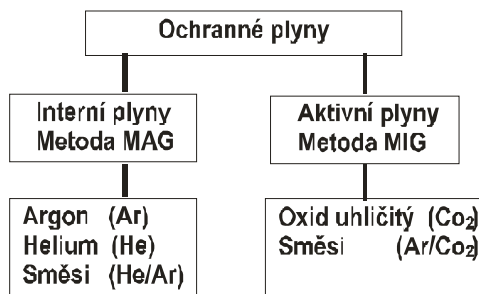 Ochranné plyny
Interní plyny
Metoda MAG
Aktivní plyny
Metoda MIG
Argon (Ar)
Helium (He)
Směsi (He/Ar)
Oxid uhličitý (Co₂)
Směsi (Ar/Co₂)